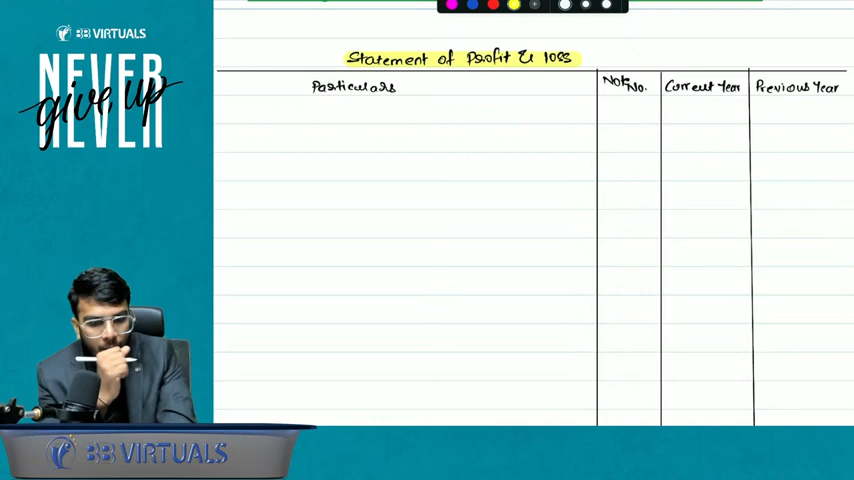 BB VIRTUALS
NEVER
give up
NEVER
Statement of Profit & loss
Particulars Note No. Current Year Previous Year
BB VIRTUALS